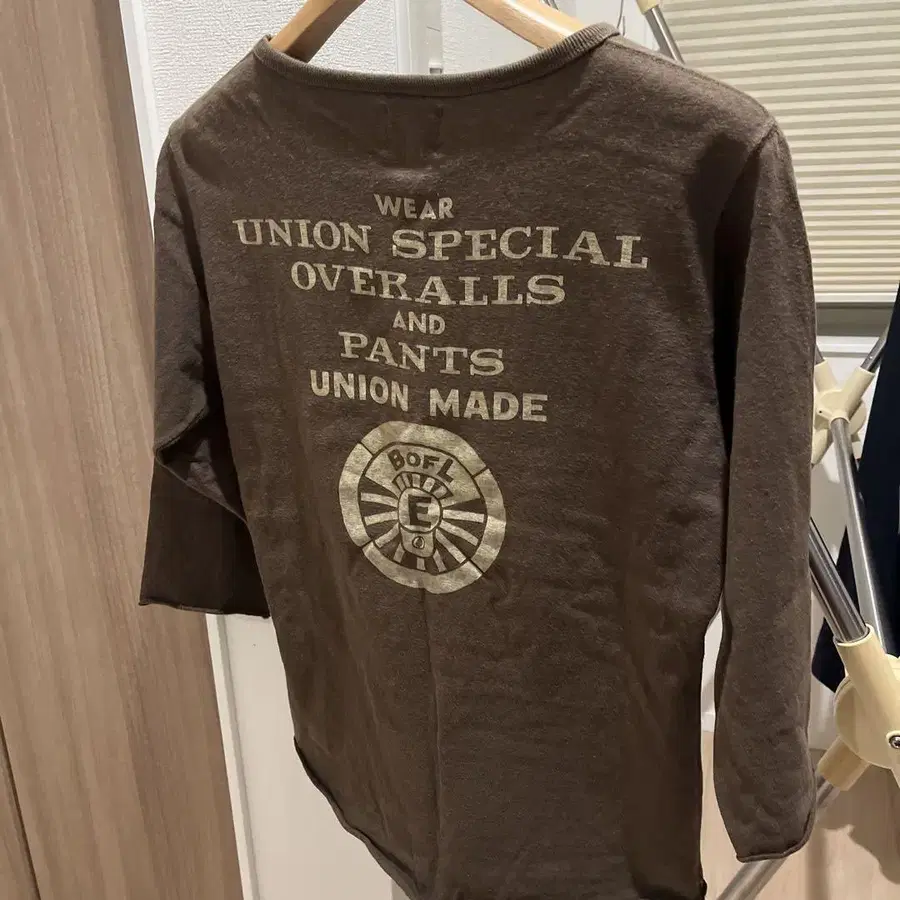 WEAR
UNION SPECIAL
OVERALLS
AND
PANTS
UNION MADE
BOFL
E